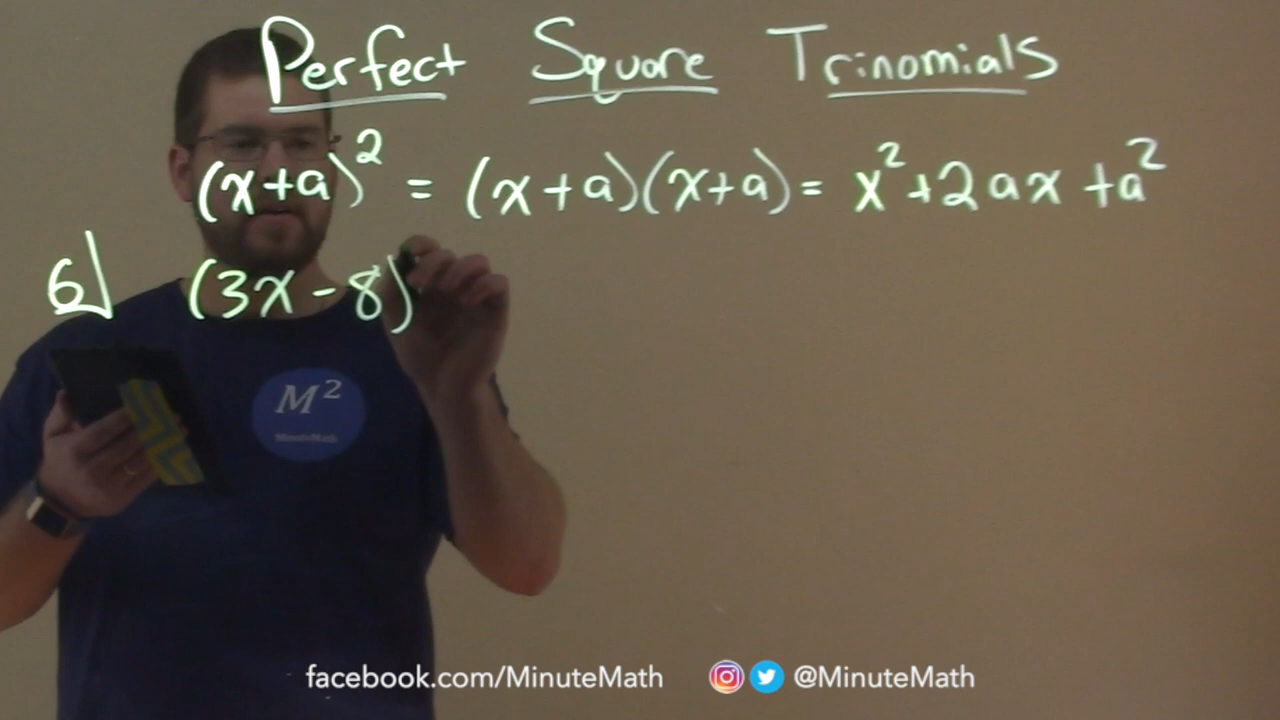 Perfect Square Trinomials
(x+a)² = (x+a)(x+a) = x²+2ax+a²
6) (3x-8)
M²
MinuteMath
facebook.com/MinuteMath @MinuteMath